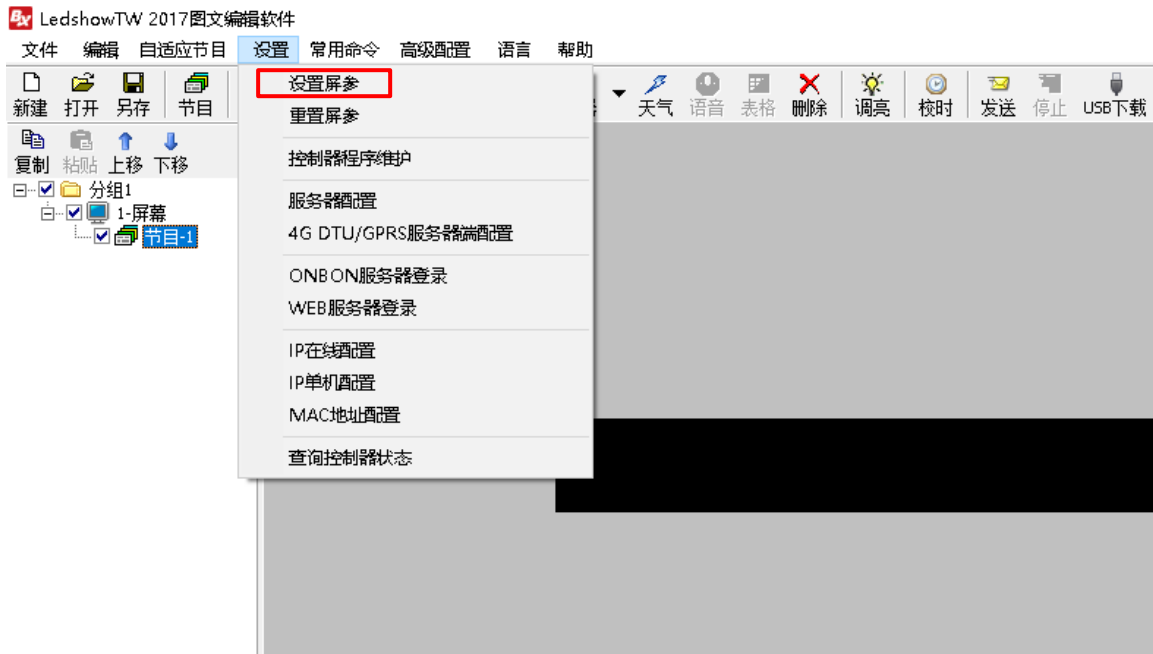 BX LedshowTW 2017图文编辑软件
文件 编辑 自适应节目 设置 常用命令 高级配置 语言 帮助
新建 打开 另存 节目 天气 语音 表格 删除 调亮 校时 发送 停止 USB下载
复制 粘贴 上移 下移
分组1
1-屏幕
节目-1
设置屏参
重置屏参
控制器程序维护
服务器配置
4G DTU/GPRS服务器端配置
ONBON服务器登录
WEB服务器登录
IP在线配置
IP单机配置
MAC地址配置
查询控制器状态